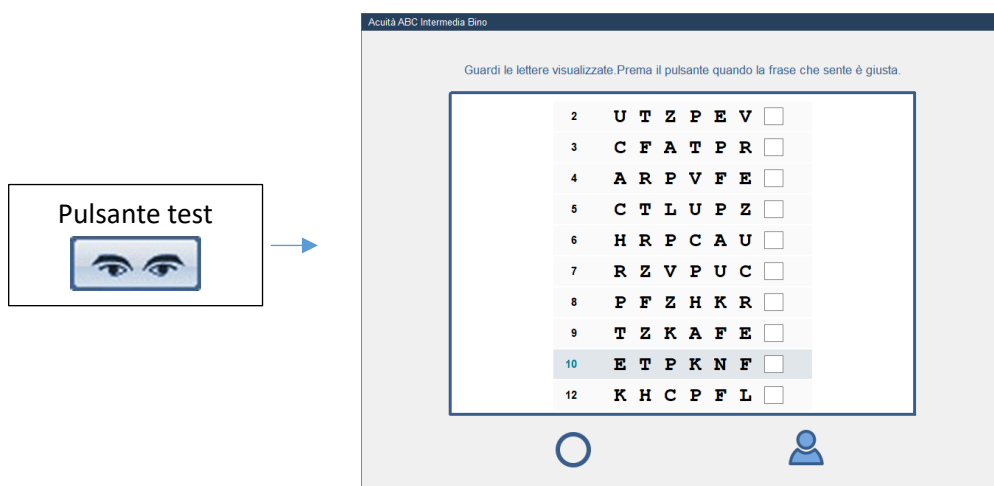 Acuità ABC Intermedia Bino
Guardi le lettere visualizzate.Prema il pulsante quando la frase che sente è giusta.
2 U T Z P E V
3 C F A T P R
4 A R P V F E
5 C T L U P Z
6 H R P C A U
7 R Z V P U C
8 P F Z H K R
9 T Z K A F E
10 E T P K N F
12 K H C P F L
Pulsante test